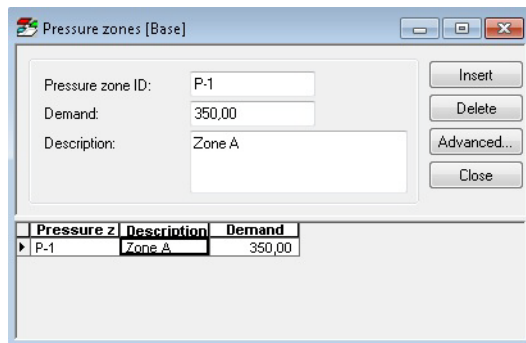 Pressure zones [Base]
Pressure zone ID: P-1
Insert
Demand: 350,00
Delete
Description: Zone A
Advanced...
Close
Pressure z Description Demand
P-1 Zone A 350,00